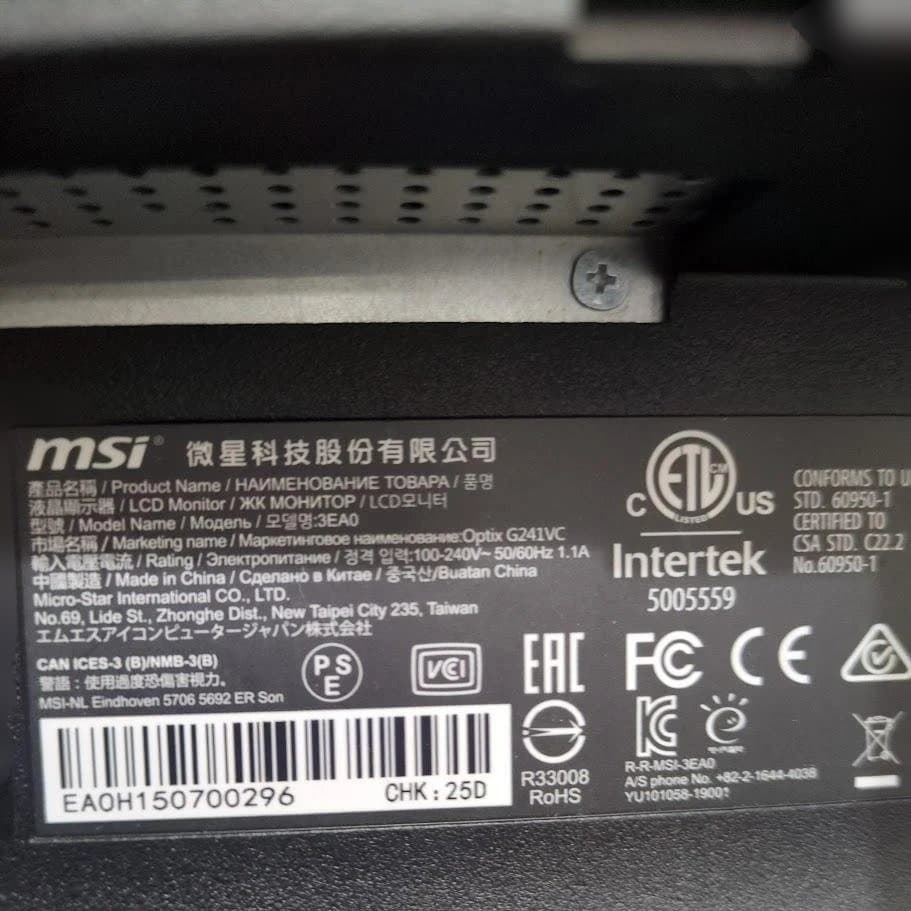 msi® 微星科技股份有限公司
產品名稱 / Product Name / НАИМЕНОВАНИЕ ТОВАРА / 품명
液晶顯示器 / LCD Monitor / ЖК МОНИТОР / LCD모니터
型號 / Model Name / Модель / 모델명:3EA0
市場名稱 / Marketing name / Маркетинговое наименование:Optix G241VC
輸入電壓電流 / Rating / Электропитание / 정격 입력:100-240V~ 50/60Hz 1.1A
中國製造 / Made in China / Сделано в Китае / 중국산/Buatan China
Micro-Star International CO., LTD.
No.69, Lide St., Zhonghe Dist., New Taipei City 235, Taiwan
エムエスアイコンピュータージャパン株式会社
CAN ICES-3 (B)/NMB-3(B)
警語:使用過度恐傷害視力。
MSI-NL Eindhoven 5706 5692 ER Son
PS
E
VCCI
EA0H150700296
CHK:25D
ETL CM
LISTED
C US
Intertek
5005559
CONFORMS TO U
STD. 60950-1
CERTIFIED TO
CSA STD. C22.2
No.60950-1
EAC
FC CE
R33008
RoHS
KC
R-R-MSI-3EA0
A/S phone No. +82-2-1644-4038
YU101058-19001